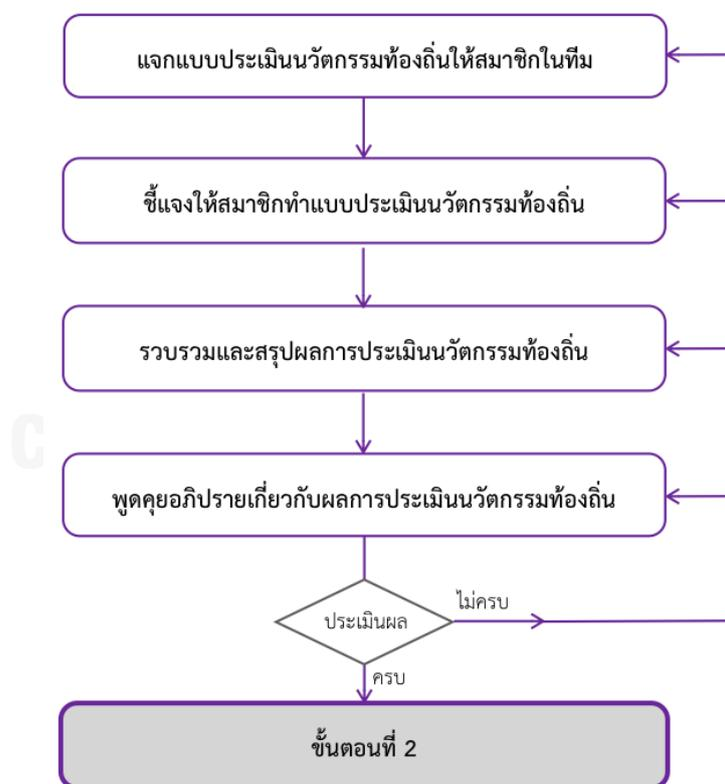 แจกแบบประเมินนวัตกรรมท้องถิ่นให้สมาชิกในทีม
ชี้แจงให้สมาชิกทำแบบประเมินนวัตกรรมท้องถิ่น
รวบรวมและสรุปผลการประเมินนวัตกรรมท้องถิ่น
พูดคุยอภิปรายเกี่ยวกับผลการประเมินนวัตกรรมท้องถิ่น
ไม่ครบ
ประเมินผล
ครบ
ขั้นตอนที่ 2